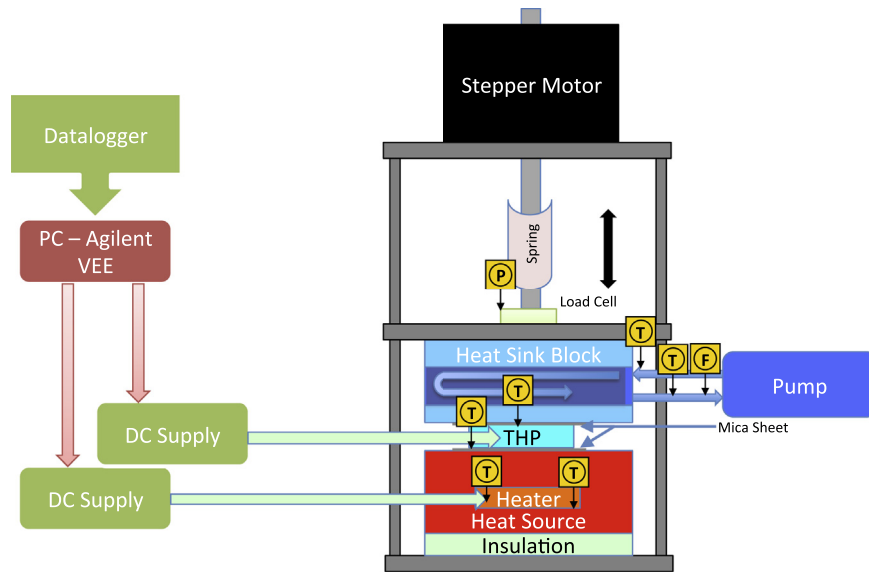 Stepper Motor
Datalogger
PC – Agilent
VEE
Spring
P
Load Cell
T
T
F
Heat Sink Block
T
Pump
T
DC Supply
THP
Mica Sheet
T
T
DC Supply
Heater
Heat Source
Insulation